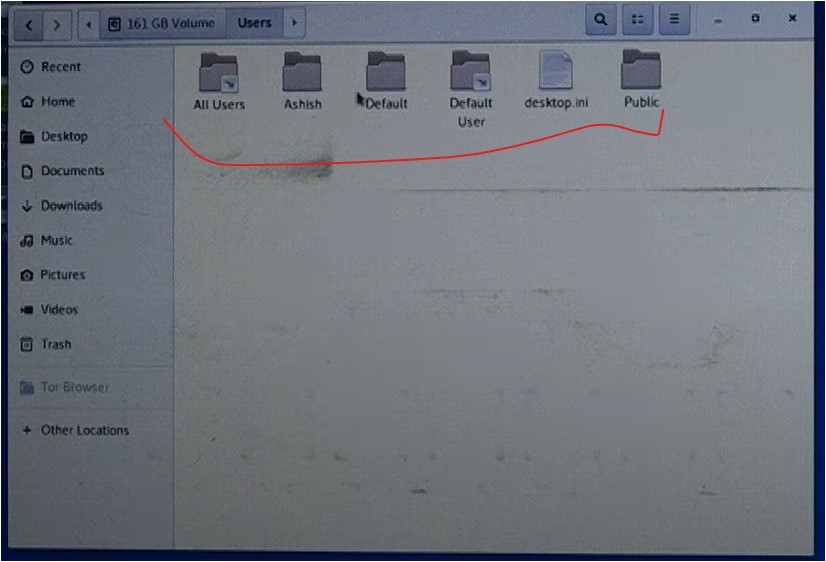 161 GB Volume
Users
Recent
Home
Desktop
Documents
Downloads
Music
Pictures
Videos
Trash
Tor Browser
Other Locations
All Users
Ashish
Default
Default
User
desktop.ini
Public